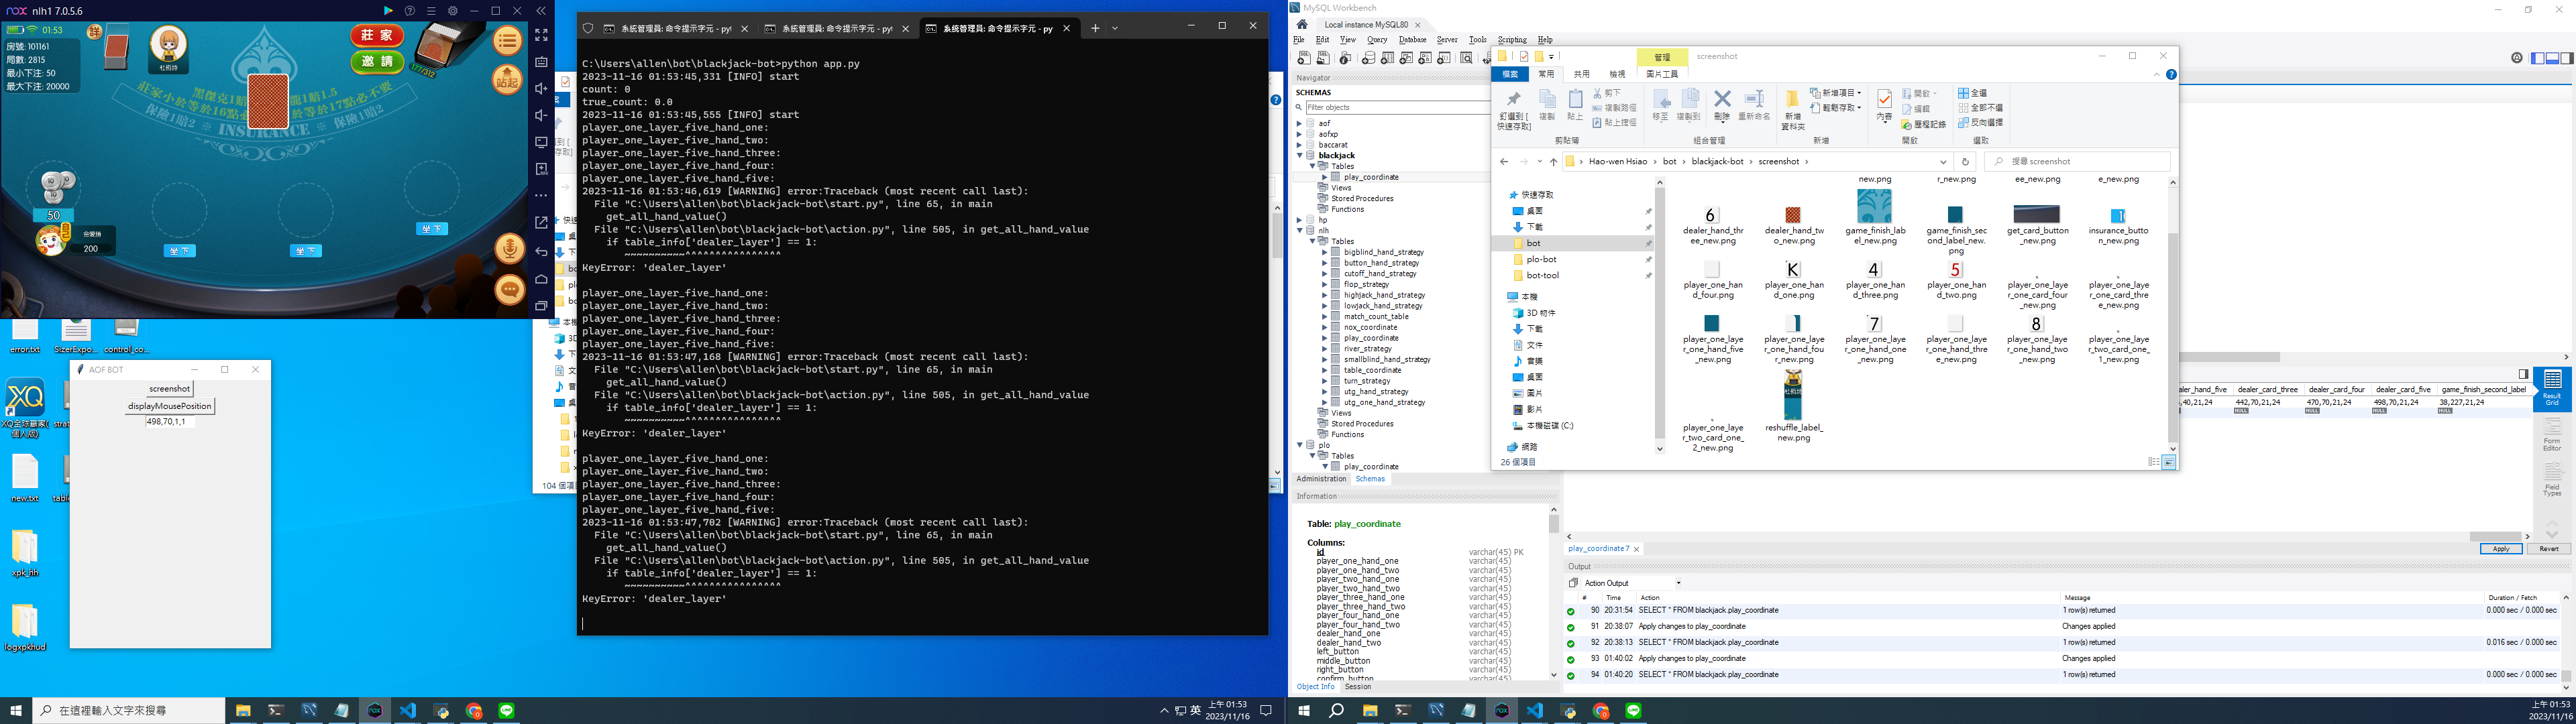 nlh1 7.0.5.6
01:53
房號: 101161
局數: 2815
最小下注: 50
最大下注: 20000
莊 家
邀 請
177/312
站起
INSURANCE
保險1賠2
50
自己
200
坐 下
坐 下
坐 下
error.txt
SizerExpo...
control_co...
new.txt
xpk_hh
logxpkhud
AOF BOT
screenshot
displayMousePosition
498,70,1,1
104 個項目
系統管理員: 命令提示字元 - pyt
系統管理員: 命令提示字元 - pyt
系統管理員: 命令提示字元 - py
C:\Users\allen\bot\blackjack-bot>python app.py
2023-11-16 01:53:45,331 [INFO] start
count: 0
true_count: 0.0
2023-11-16 01:53:45,555 [INFO] start
player_one_layer_five_hand_one:
player_one_layer_five_hand_two:
player_one_layer_five_hand_three:
player_one_layer_five_hand_four:
player_one_layer_five_hand_five:
2023-11-16 01:53:46,619 [WARNING] error:Traceback (most recent call last):
File "C:\Users\allen\bot\blackjack-bot\start.py", line 65, in main
get_all_hand_value()
File "C:\Users\allen\bot\blackjack-bot\action.py", line 505, in get_all_hand_value
if table_info['dealer_layer'] == 1:
~~~~~~~~~~^^^^^^^^^^^^^^^^
KeyError: 'dealer_layer'
player_one_layer_five_hand_one:
player_one_layer_five_hand_two:
player_one_layer_five_hand_three:
player_one_layer_five_hand_four:
player_one_layer_five_hand_five:
2023-11-16 01:53:47,168 [WARNING] error:Traceback (most recent call last):
File "C:\Users\allen\bot\blackjack-bot\start.py", line 65, in main
get_all_hand_value()
File "C:\Users\allen\bot\blackjack-bot\action.py", line 505, in get_all_hand_value
if table_info['dealer_layer'] == 1:
~~~~~~~~~~^^^^^^^^^^^^^^^^
KeyError: 'dealer_layer'
player_one_layer_five_hand_one:
player_one_layer_five_hand_two:
player_one_layer_five_hand_three:
player_one_layer_five_hand_four:
player_one_layer_five_hand_five:
2023-11-16 01:53:47,702 [WARNING] error:Traceback (most recent call last):
File "C:\Users\allen\bot\blackjack-bot\start.py", line 65, in main
get_all_hand_value()
File "C:\Users\allen\bot\blackjack-bot\action.py", line 505, in get_all_hand_value
if table_info['dealer_layer'] == 1:
~~~~~~~~~~^^^^^^^^^^^^^^^^
KeyError: 'dealer_layer'
MySQL Workbench
Local instance MySQL80
File Edit View Query Database Server Tools Scripting Help
Navigator
SCHEMAS
Filter objects
aof
aofxp
baccarat
blackjack
Tables
play_coordinate
Views
Stored Procedures
Functions
hp
nlh
Tables
bigblind_hand_strategy
button_hand_strategy
cutoff_hand_strategy
flop_strategy
highjack_hand_strategy
lowjack_hand_strategy
match_count_table
nox_coordinate
play_coordinate
river_strategy
smallblind_hand_strategy
table_coordinate
turn_strategy
utg_hand_strategy
utg_one_hand_strategy
Views
Stored Procedures
Functions
plo
Tables
play_coordinate
Administration Schemas
Information
Table: play_coordinate
Columns:
id varchar(45) PK
player_one_hand_one varchar(45)
player_one_hand_two varchar(45)
player_two_hand_one varchar(45)
player_two_hand_two varchar(45)
player_three_hand_one varchar(45)
player_three_hand_two varchar(45)
player_four_hand_one varchar(45)
player_four_hand_two varchar(45)
dealer_hand_one varchar(45)
dealer_hand_two varchar(45)
left_button varchar(45)
middle_button varchar(45)
right_button varchar(45)
confirm_button varchar(45)
Object Info Session
管理
screenshot
檔案 常用 共用 檢視 圖片工具
釘選到 [快速存取]
複製
貼上
剪下
複製路徑
貼上捷徑
移至
複製到
刪除
重新命名
新增資料夾
新增項目
輕鬆存取
內容
開啟
編輯
歷程記錄
全選
全部不選
反向選擇
剪貼簿 組合管理 新增 開啟 選取
Hao-wen Hsiao > bot > blackjack-bot > screenshot >
搜尋 screenshot
快速存取
桌面
下載
bot
plo-bot
bot-tool
本機
3D 物件
下載
文件
音樂
桌面
圖片
影片
本機磁碟 (C:)
網路
26 個項目
new.png r_new.png ee_new.png e_new.png
dealer_hand_three_new.png
dealer_hand_two_new.png
game_finish_label_new.png
game_finish_second_label_new.png
get_card_button_new.png
insurance_button_new.png
player_one_hand_four.png
player_one_hand_one.png
player_one_hand_three.png
player_one_hand_two.png
player_one_layer_one_card_four_new.png
player_one_layer_one_card_three_new.png
player_one_layer_one_hand_five_new.png
player_one_layer_one_hand_four_new.png
player_one_layer_one_hand_one_new.png
player_one_layer_one_hand_three_new.png
player_one_layer_one_hand_two_new.png
player_one_layer_two_card_one_1_new.png
player_one_layer_two_card_one_2_new.png
reshuffle_label_new.png
aler_hand_five dealer_card_three dealer_card_four dealer_card_five game_finish_second_label
,40,21,24 442,70,21,24 470,70,21,24 498,70,21,24 38,227,21,24
NULL NULL NULL NULL NULL
Result Grid
Form Editor
Field Types
play_coordinate 7
Apply Revert
Output
Action Output
# Time Action Message Duration / Fetch
90 20:31:54 SELECT * FROM blackjack.play_coordinate 1 row(s) returned 0.000 sec / 0.000 sec
91 20:38:07 Apply changes to play_coordinate Changes applied
92 20:38:13 SELECT * FROM blackjack.play_coordinate 1 row(s) returned 0.016 sec / 0.000 sec
93 01:40:02 Apply changes to play_coordinate Changes applied
94 01:40:20 SELECT * FROM blackjack.play_coordinate 1 row(s) returned 0.000 sec / 0.000 sec
在這裡輸入文字來搜尋
英
上午 01:53
2023/11/16
上午 01:53
2023/11/16